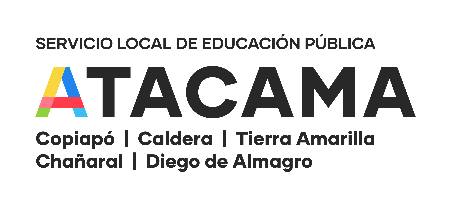 SERVICIO LOCAL DE EDUCACIÓN PÚBLICA
ATACAMA
Copiapó | Caldera | Tierra Amarilla
Chañaral | Diego de Almagro